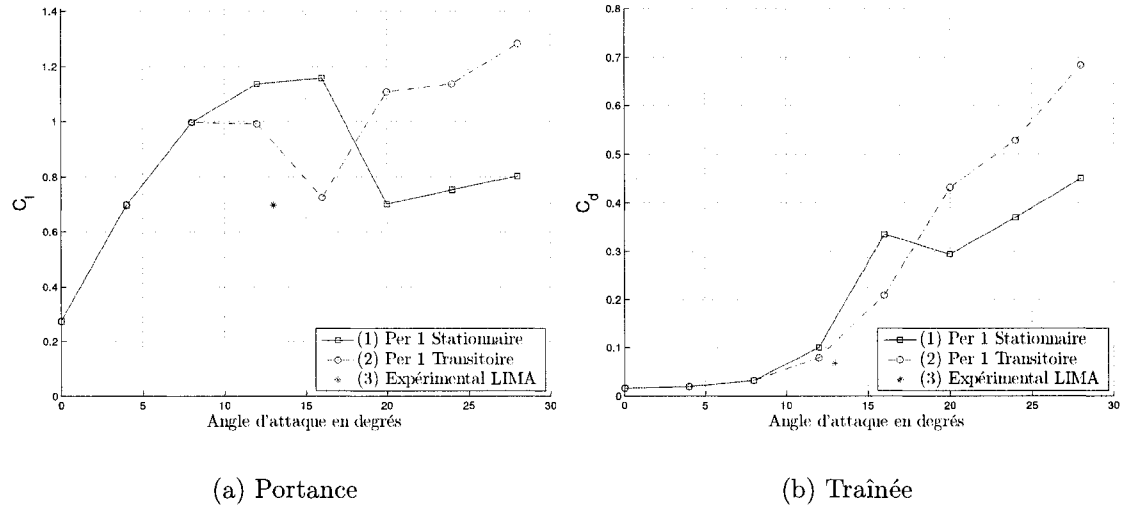 1.4
1.2
1
0.8
0.6
0.4
0.2
0
C_l
0
5
10
15
20
25
30
Angle d'attaque en degrés
(1) Per 1 Stationnaire
(2) Per 1 Transitoire
(3) Expérimental LIMA
(a) Portance
0.8
0.7
0.6
0.5
0.4
0.3
0.2
0.1
0
C_d
0
5
10
15
20
25
30
Angle d'attaque en degrés
(1) Per 1 Stationnaire
(2) Per 1 Transitoire
(3) Expérimental LIMA
(b) Traînée